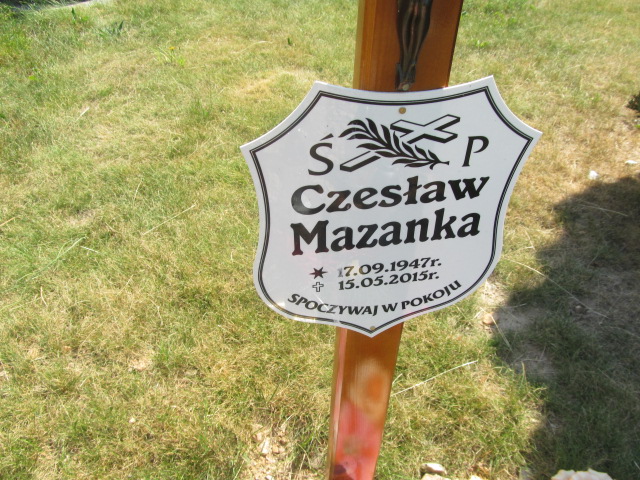 Ś P
Czesław
Mazanka
17.09.1947r.
15.05.2015r.
SPOCZYWAJ W POKOJU